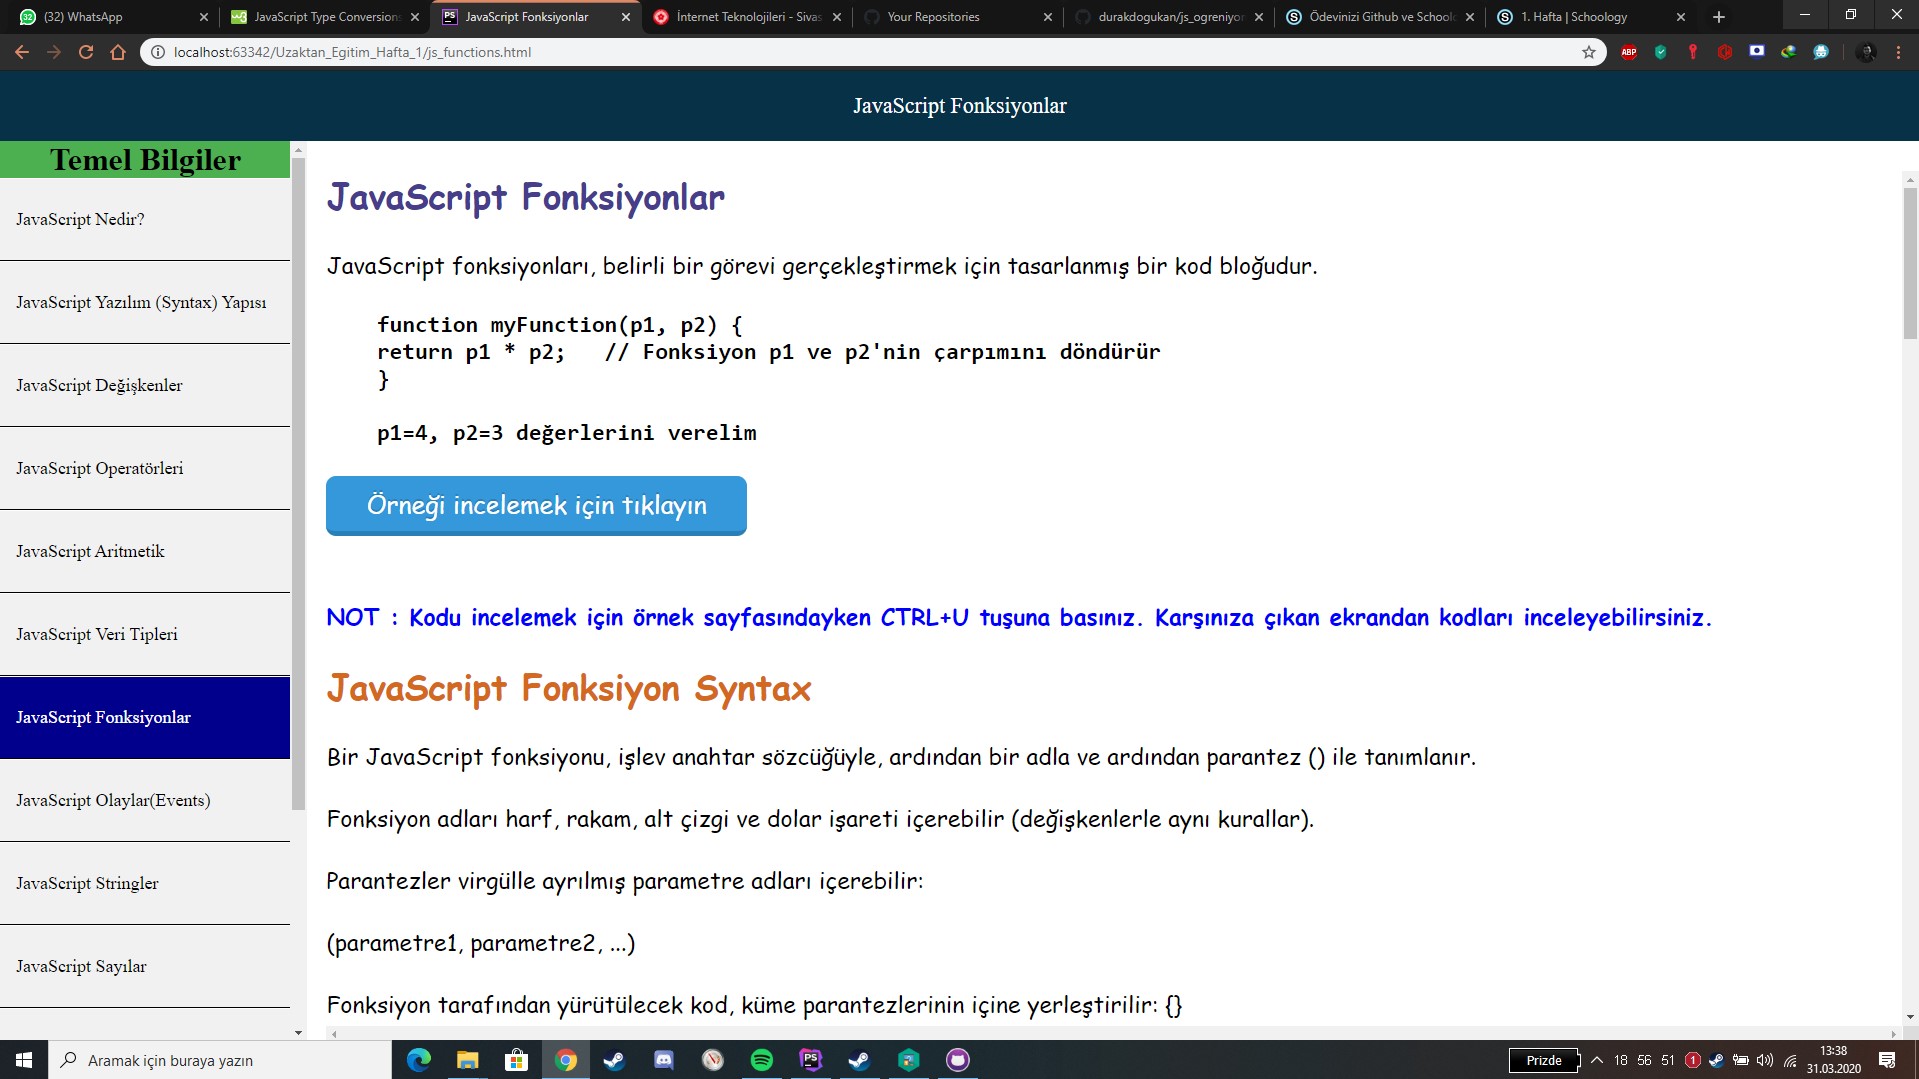 (32) WhatsApp
JavaScript Type Conversions
JavaScript Fonksiyonlar
İnternet Teknolojileri - Sivas
Your Repositories
durakdogukan/js_ogreniyor
Ödevinizi Github ve Schoolo
1. Hafta | Schoology
localhost:63342/Uzaktan_Egitim_Hafta_1/js_functions.html
ABP
JavaScript Fonksiyonlar
Temel Bilgiler
JavaScript Nedir?
JavaScript Yazılım (Syntax) Yapısı
JavaScript Değişkenler
JavaScript Operatörleri
JavaScript Aritmetik
JavaScript Veri Tipleri
JavaScript Fonksiyonlar
JavaScript Olaylar(Events)
JavaScript Stringler
JavaScript Sayılar
JavaScript Fonksiyonlar
JavaScript fonksiyonları, belirli bir görevi gerçekleştirmek için tasarlanmış bir kod bloğudur.
function myFunction(p1, p2) {
return p1 * p2;   // Fonksiyon p1 ve p2'nin çarpımını döndürür
}
p1=4, p2=3 değerlerini verelim
Örneği incelemek için tıklayın
NOT : Kodu incelemek için örnek sayfasındayken CTRL+U tuşuna basınız. Karşınıza çıkan ekrandan kodları inceleyebilirsiniz.
JavaScript Fonksiyon Syntax
Bir JavaScript fonksiyonu, işlev anahtar sözcüğüyle, ardından bir adla ve ardından parantez () ile tanımlanır.
Fonksiyon adları harf, rakam, alt çizgi ve dolar işareti içerebilir (değişkenlerle aynı kurallar).
Parantezler virgülle ayrılmış parametre adları içerebilir:
(parametre1, parametre2, ...)
Fonksiyon tarafından yürütülecek kod, küme parantezlerinin içine yerleştirilir: {}
Aramak için buraya yazın
Prizde
18 56 51
13:38
31.03.2020